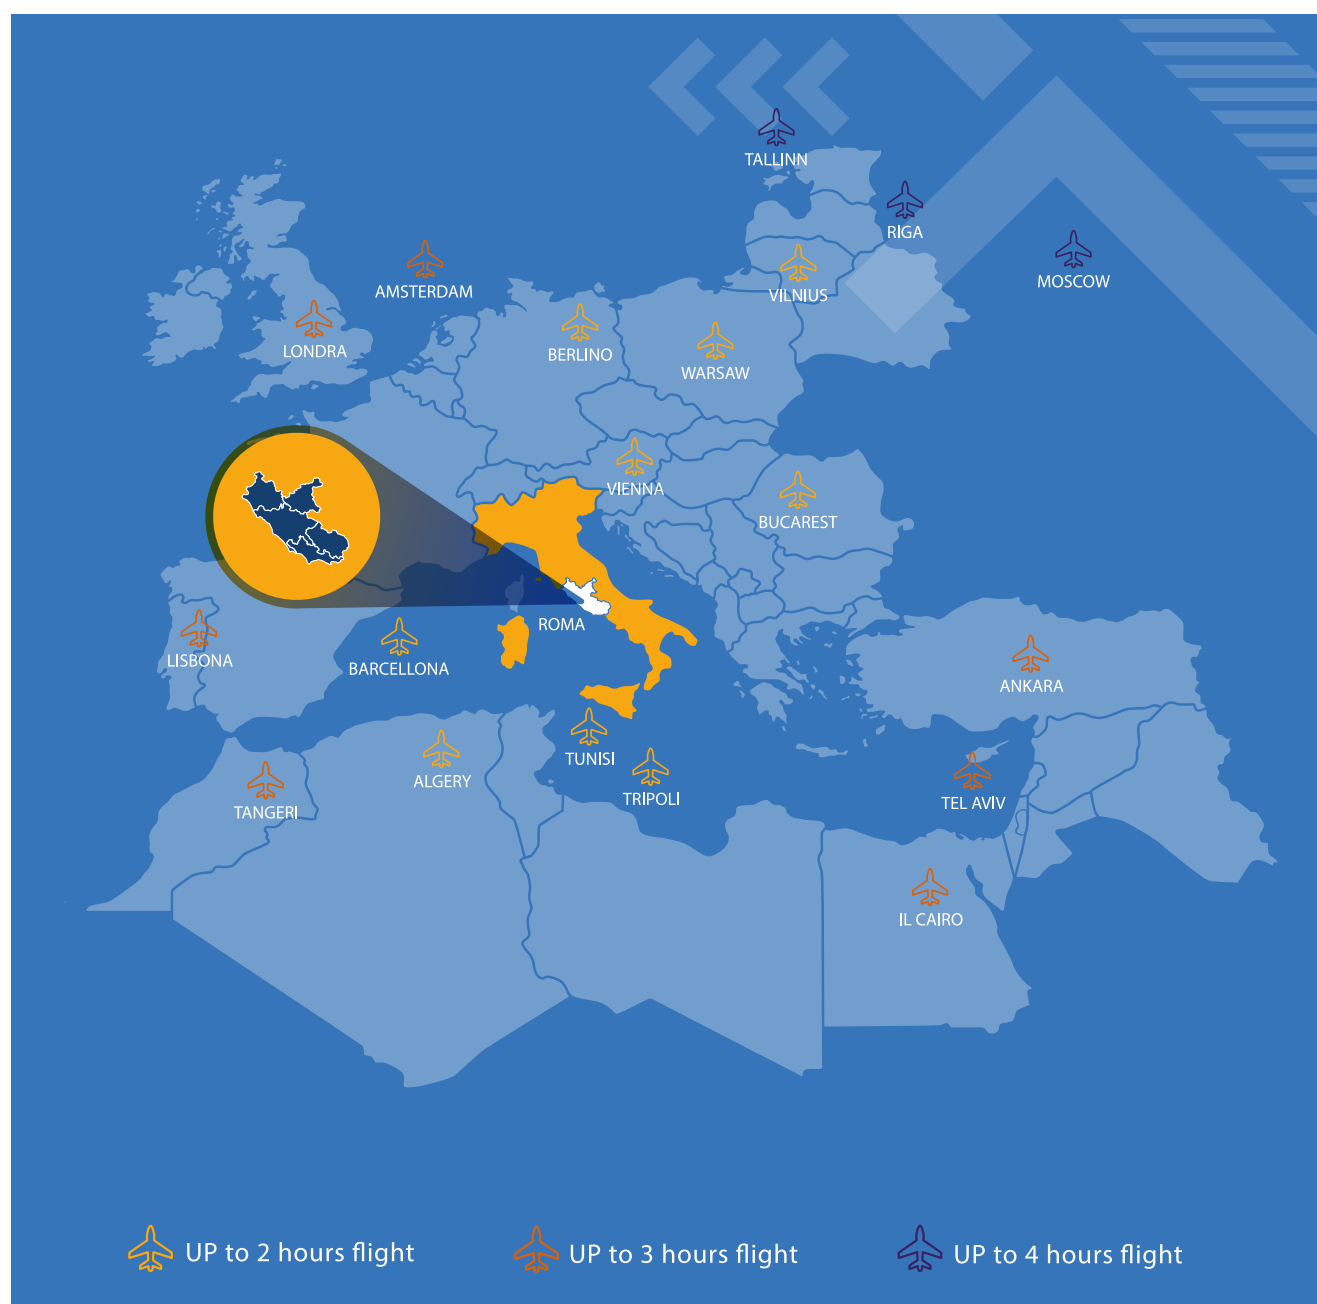 TALLINN
RIGA
MOSCOW
AMSTERDAM
VILNIUS
LONDRA
BERLINO
WARSAW
VIENNA
BUCAREST
ROMA
LISBONA
BARCELLONA
ANKARA
TUNISI
ALGERY
TRIPOLI
TANGERI
TEL AVIV
IL CAIRO
UP to 2 hours flight
UP to 3 hours flight
UP to 4 hours flight